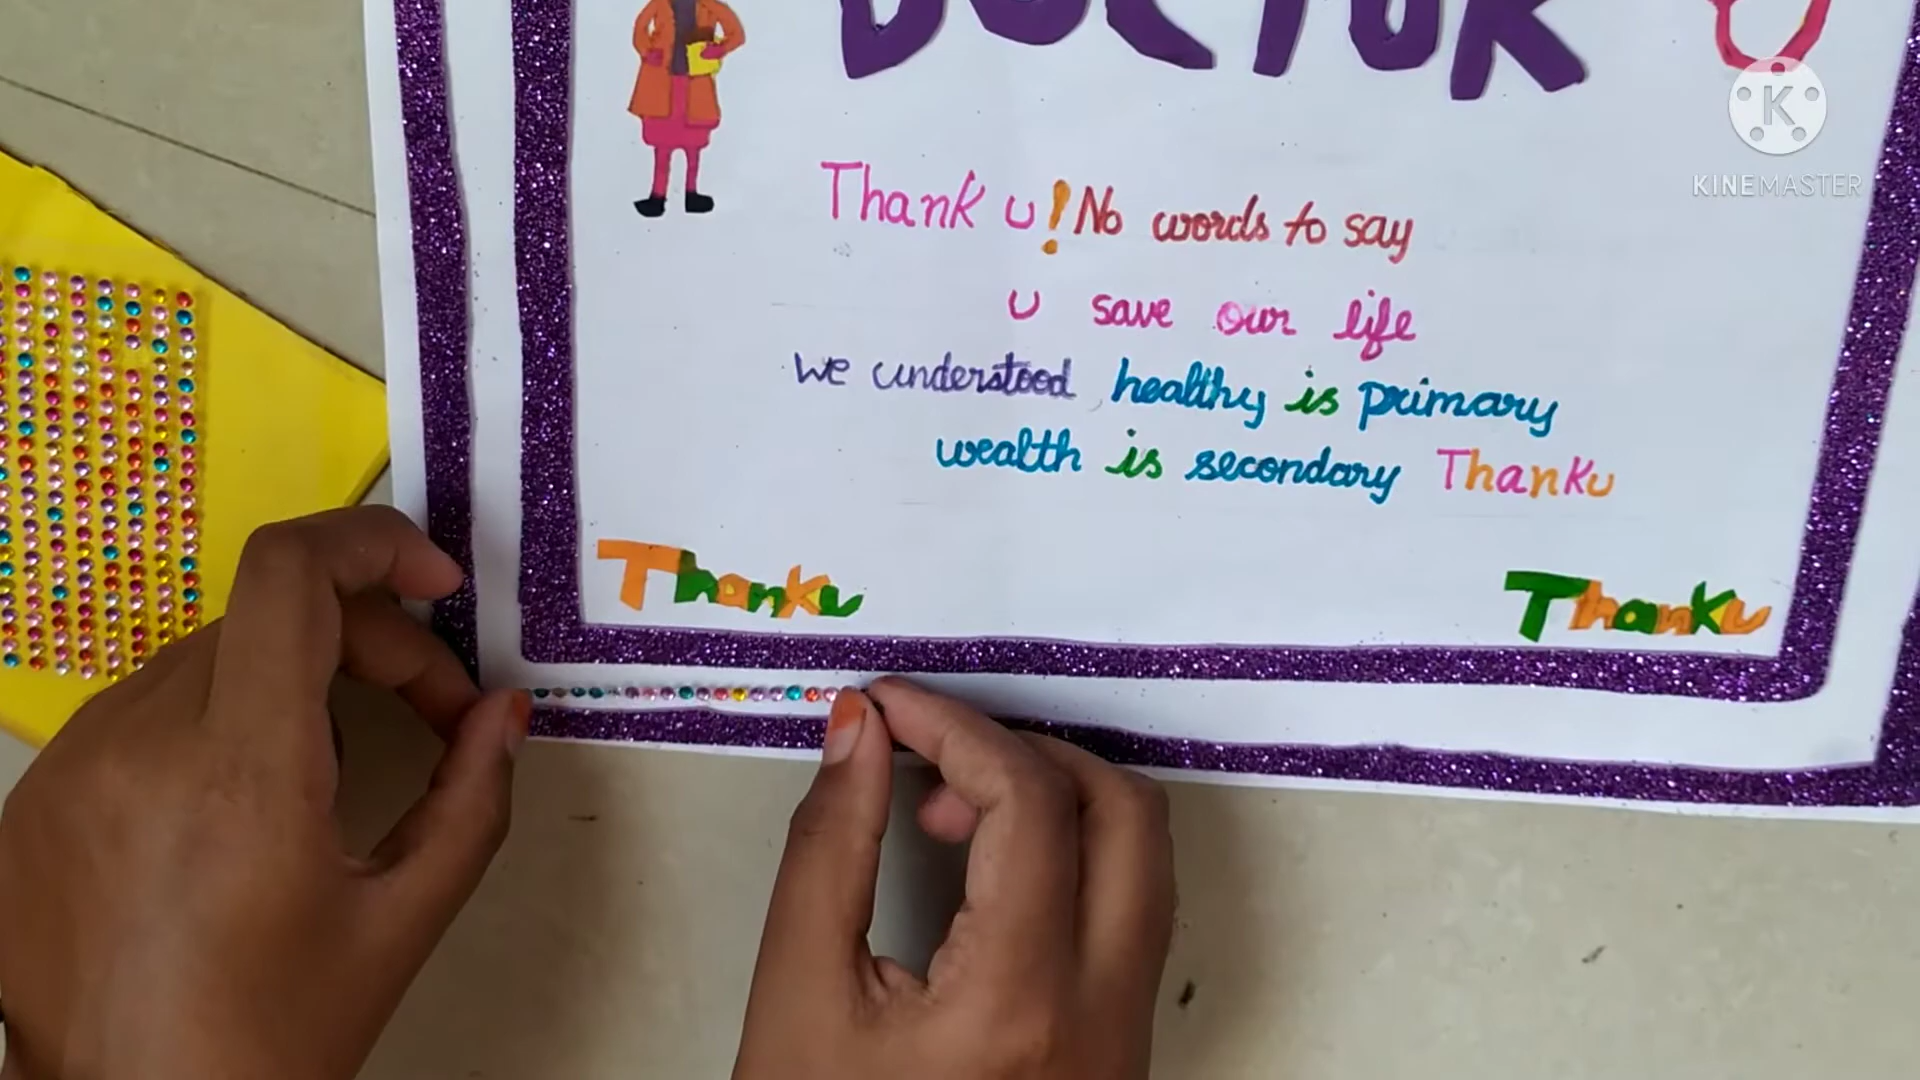 DOCTOR
KINEMASTER
Thank u! No words to say
u save our life
We understood healthy is primary
wealth is secondary Thanku
Thanku
Thanku